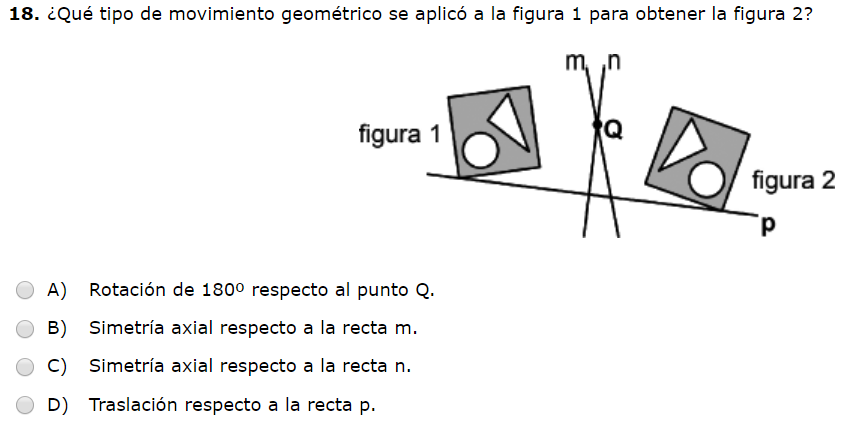 18. ¿Qué tipo de movimiento geométrico se aplicó a la figura 1 para obtener la figura 2?
m n
figura 1
Q
figura 2
p
A) Rotación de 180º respecto al punto Q.
B) Simetría axial respecto a la recta m.
C) Simetría axial respecto a la recta n.
D) Traslación respecto a la recta p.